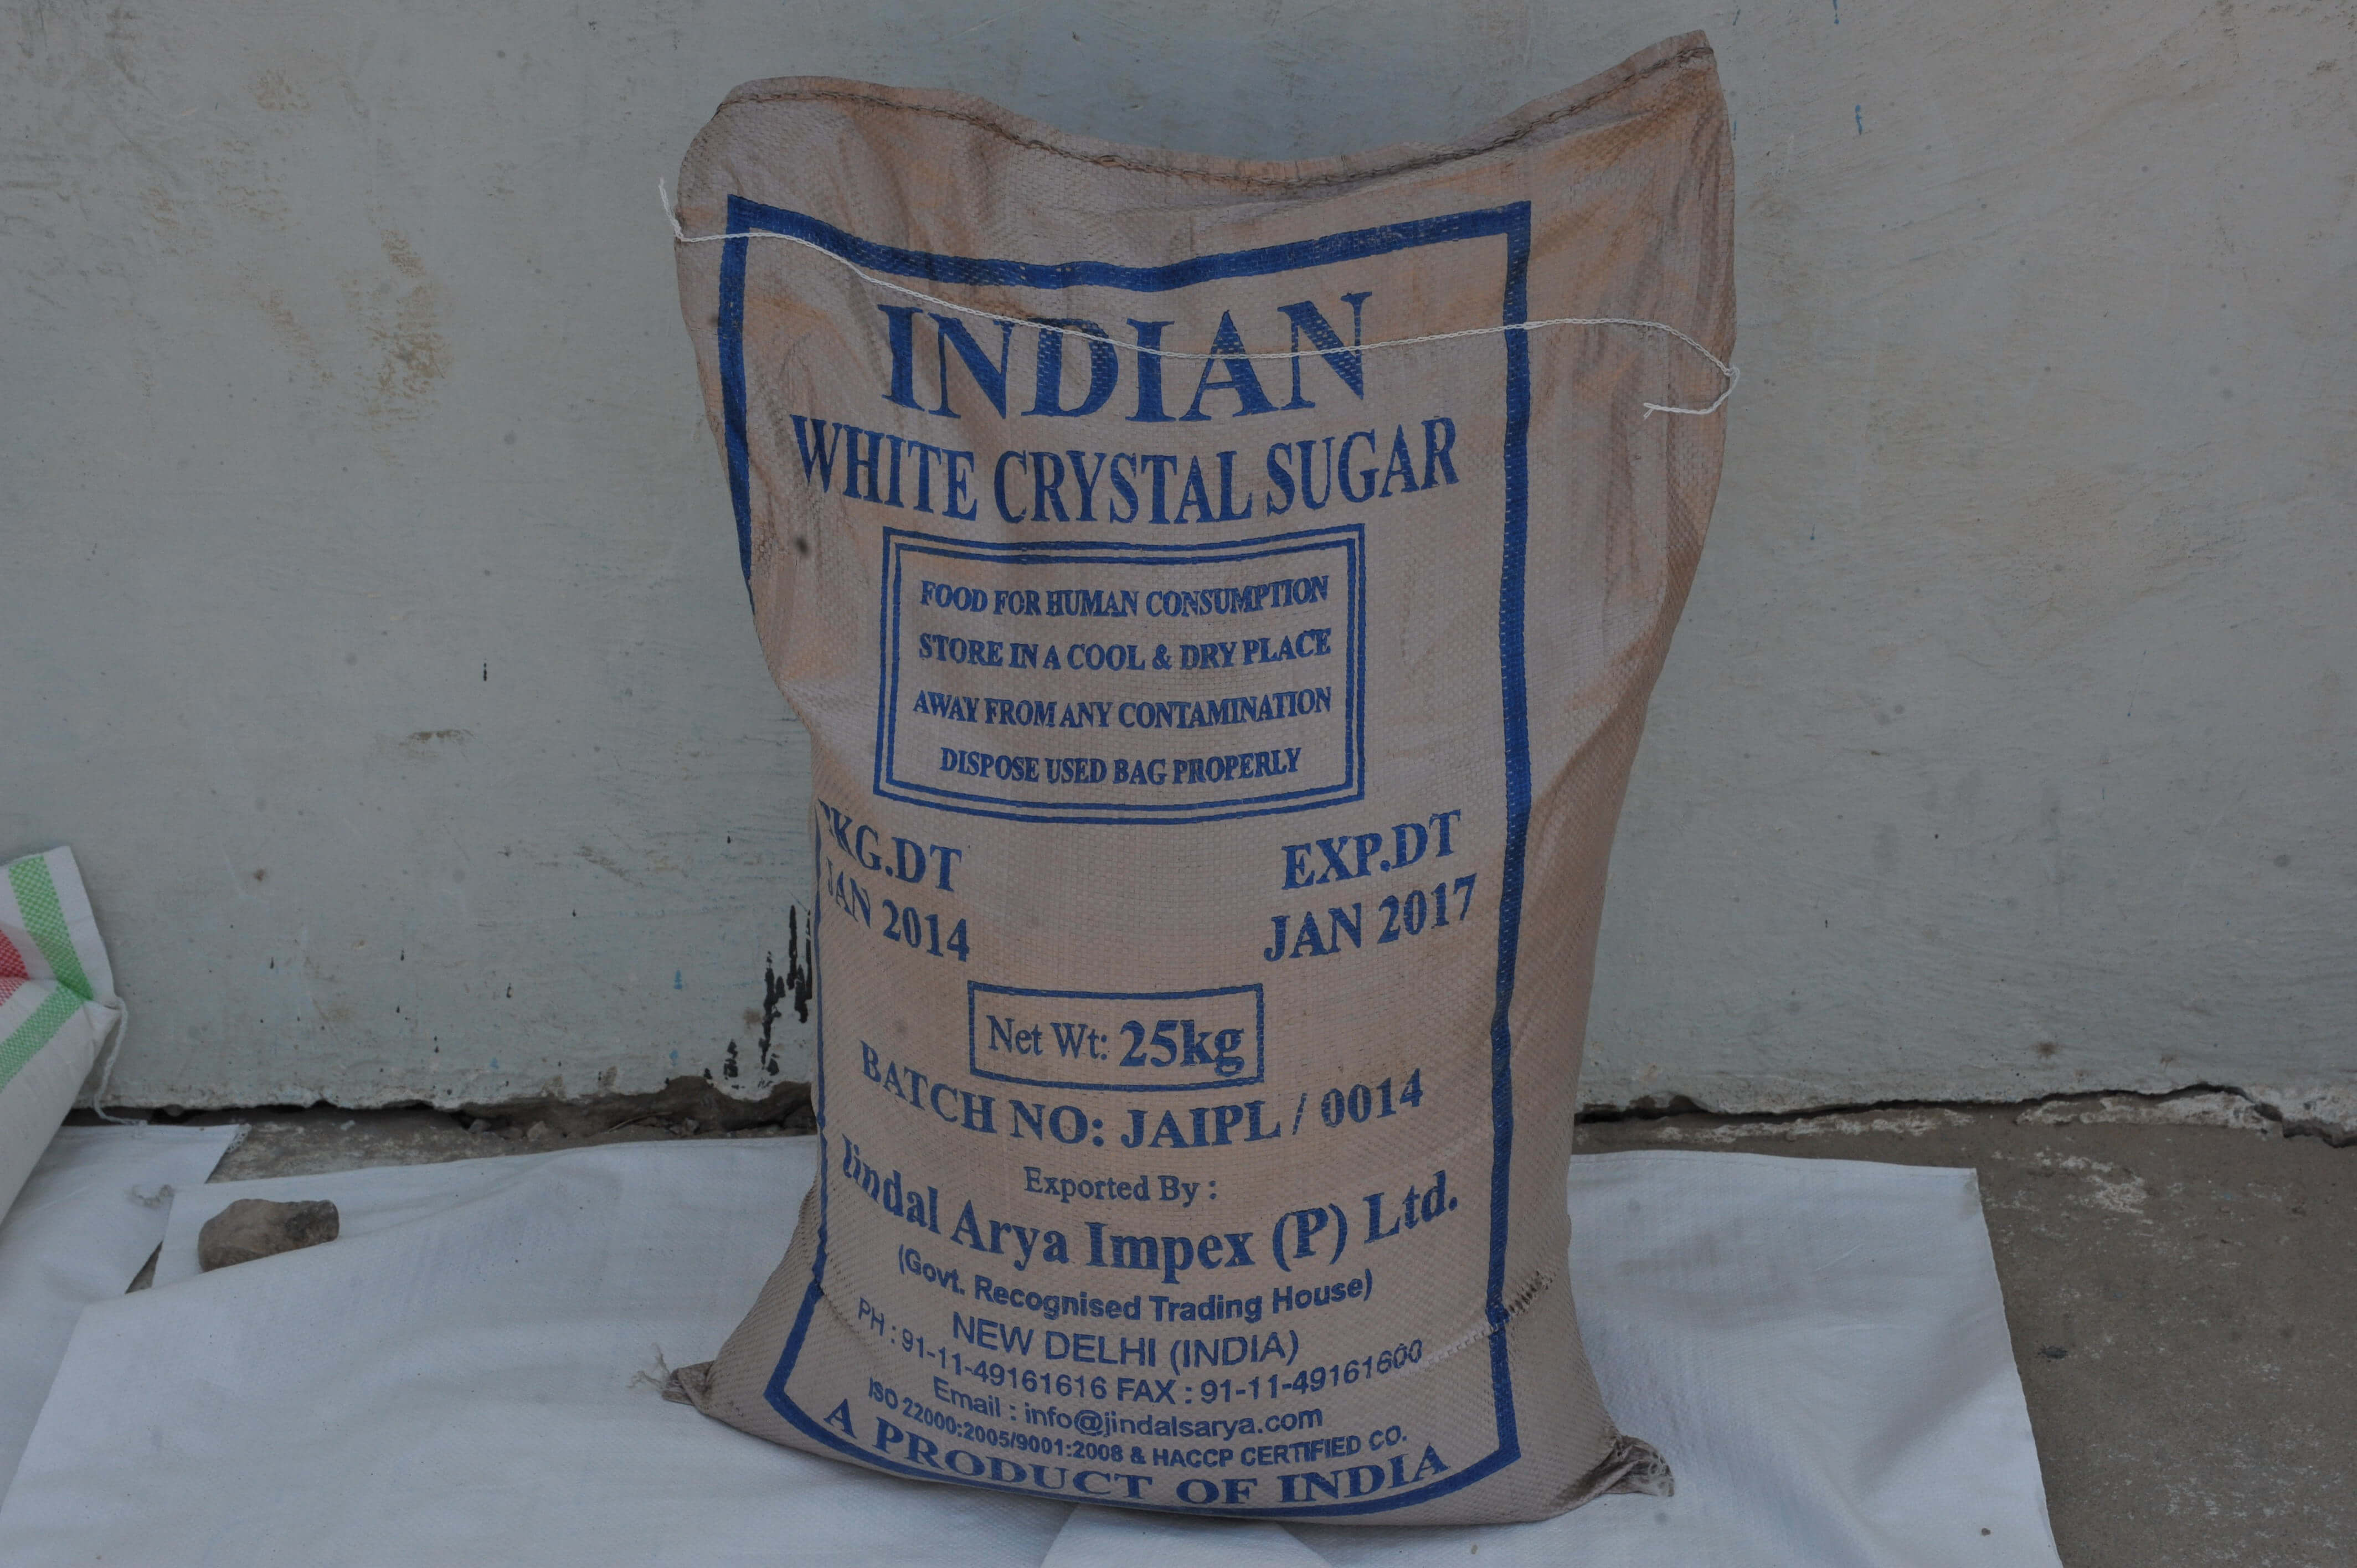 INDIAN
WHITE CRYSTAL SUGAR
FOOD FOR HUMAN CONSUMPTION
STORE IN A COOL & DRY PLACE
AWAY FROM ANY CONTAMINATION
DISPOSE USED BAG PROPERLY
PKG.DT
JAN 2014
EXP.DT
JAN 2017
Net Wt: 25kg
BATCH NO: JAIPL / 0014
Exported By :
Jindal Arya Impex (P) Ltd.
(Govt. Recognised Trading House)
NEW DELHI (INDIA)
PH : 91-11-49161616 FAX : 91-11-49161600
Email : info@jindalsarya.com
ISO 22000:2005/9001:2008 & HACCP CERTIFIED CO.
A PRODUCT OF INDIA